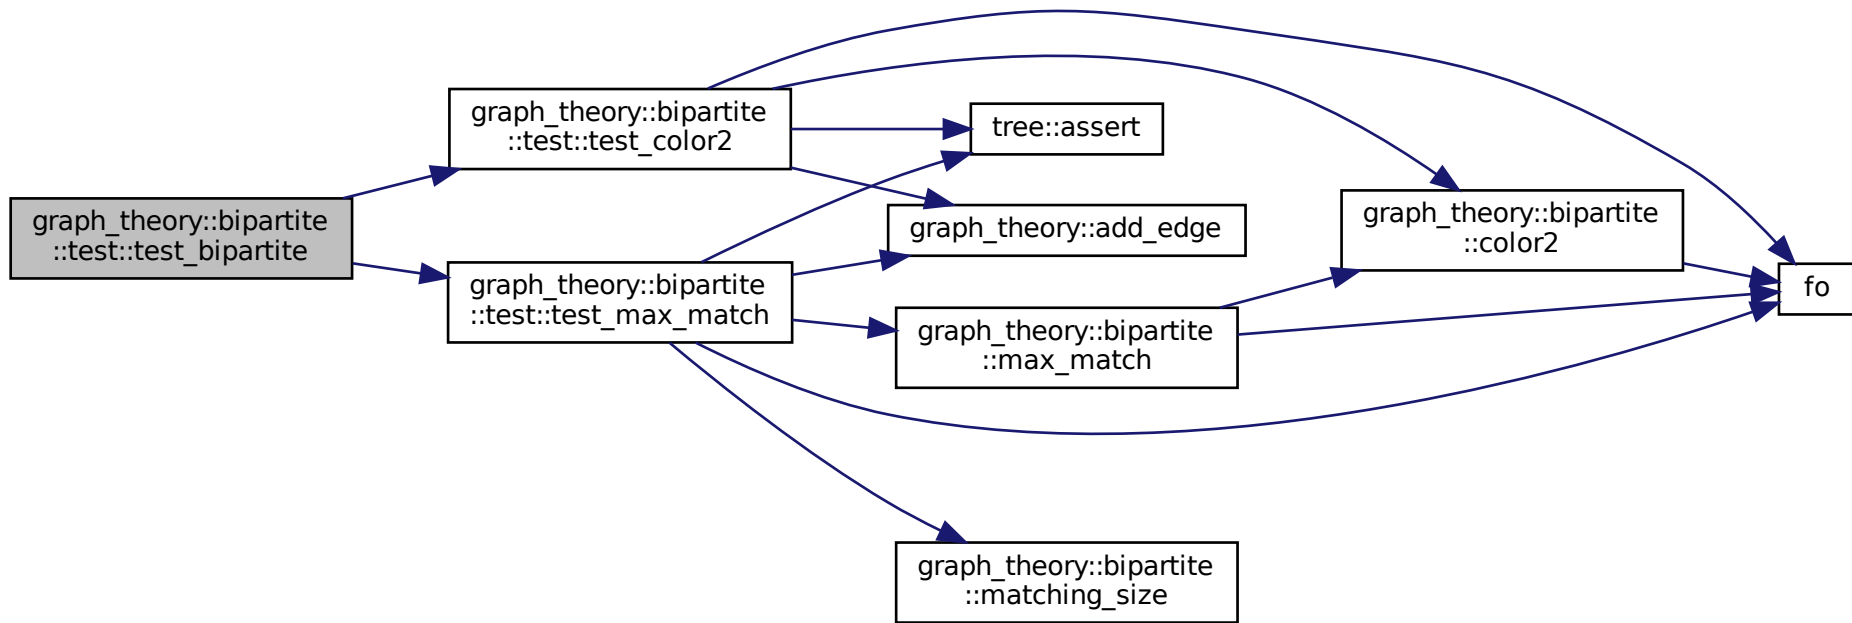 graph_theory::bipartite
::test::test_bipartite
graph_theory::bipartite
::test::test_color2
graph_theory::bipartite
::test::test_max_match
tree::assert
graph_theory::add_edge
graph_theory::bipartite
::max_match
graph_theory::bipartite
::matching_size
graph_theory::bipartite
::color2
fo